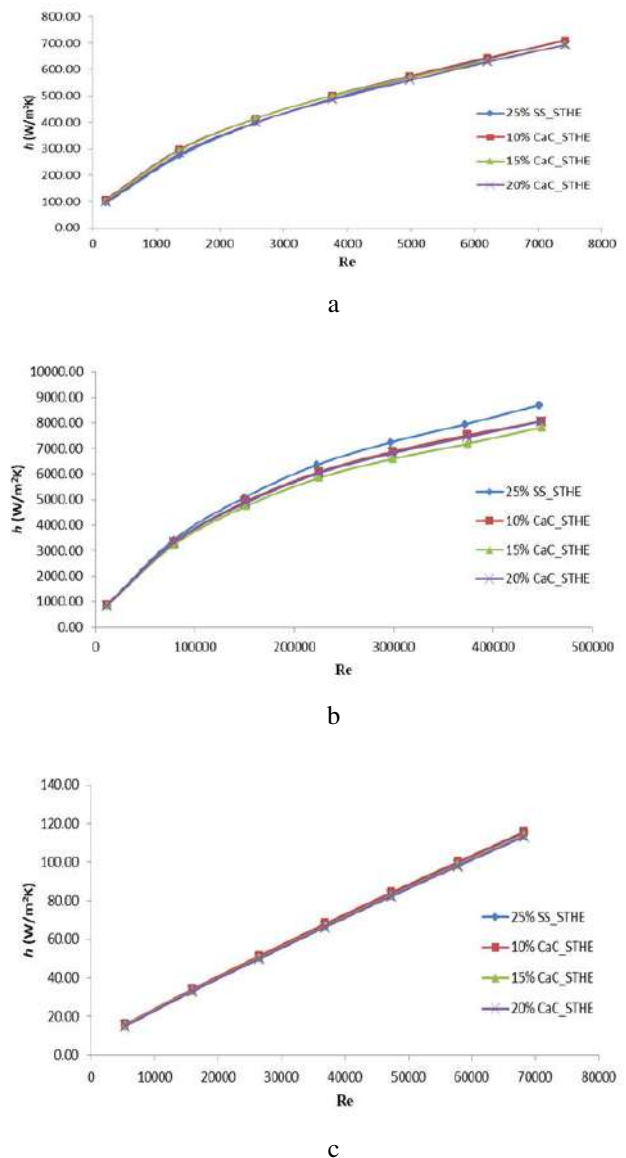 800.00
700.00
600.00
500.00
400.00
300.00
200.00
100.00
0.00
h (W/m²K)
25% SS_STHE
10% CaC_STHE
15% CaC_STHE
20% CaC_STHE
0 1000 2000 3000 4000 5000 6000 7000 8000
Re
a
10000.00
9000.00
8000.00
7000.00
6000.00
5000.00
4000.00
3000.00
2000.00
1000.00
0.00
h (W/m²K)
25% SS_STHE
10% CaC_STHE
15% CaC_STHE
20% CaC_STHE
0 100000 200000 300000 400000 500000
Re
b
140.00
120.00
100.00
80.00
60.00
40.00
20.00
0.00
h (W/m²K)
25% SS_STHE
10% CaC_STHE
15% CaC_STHE
20% CaC_STHE
0 10000 20000 30000 40000 50000 60000 70000 80000
Re
c